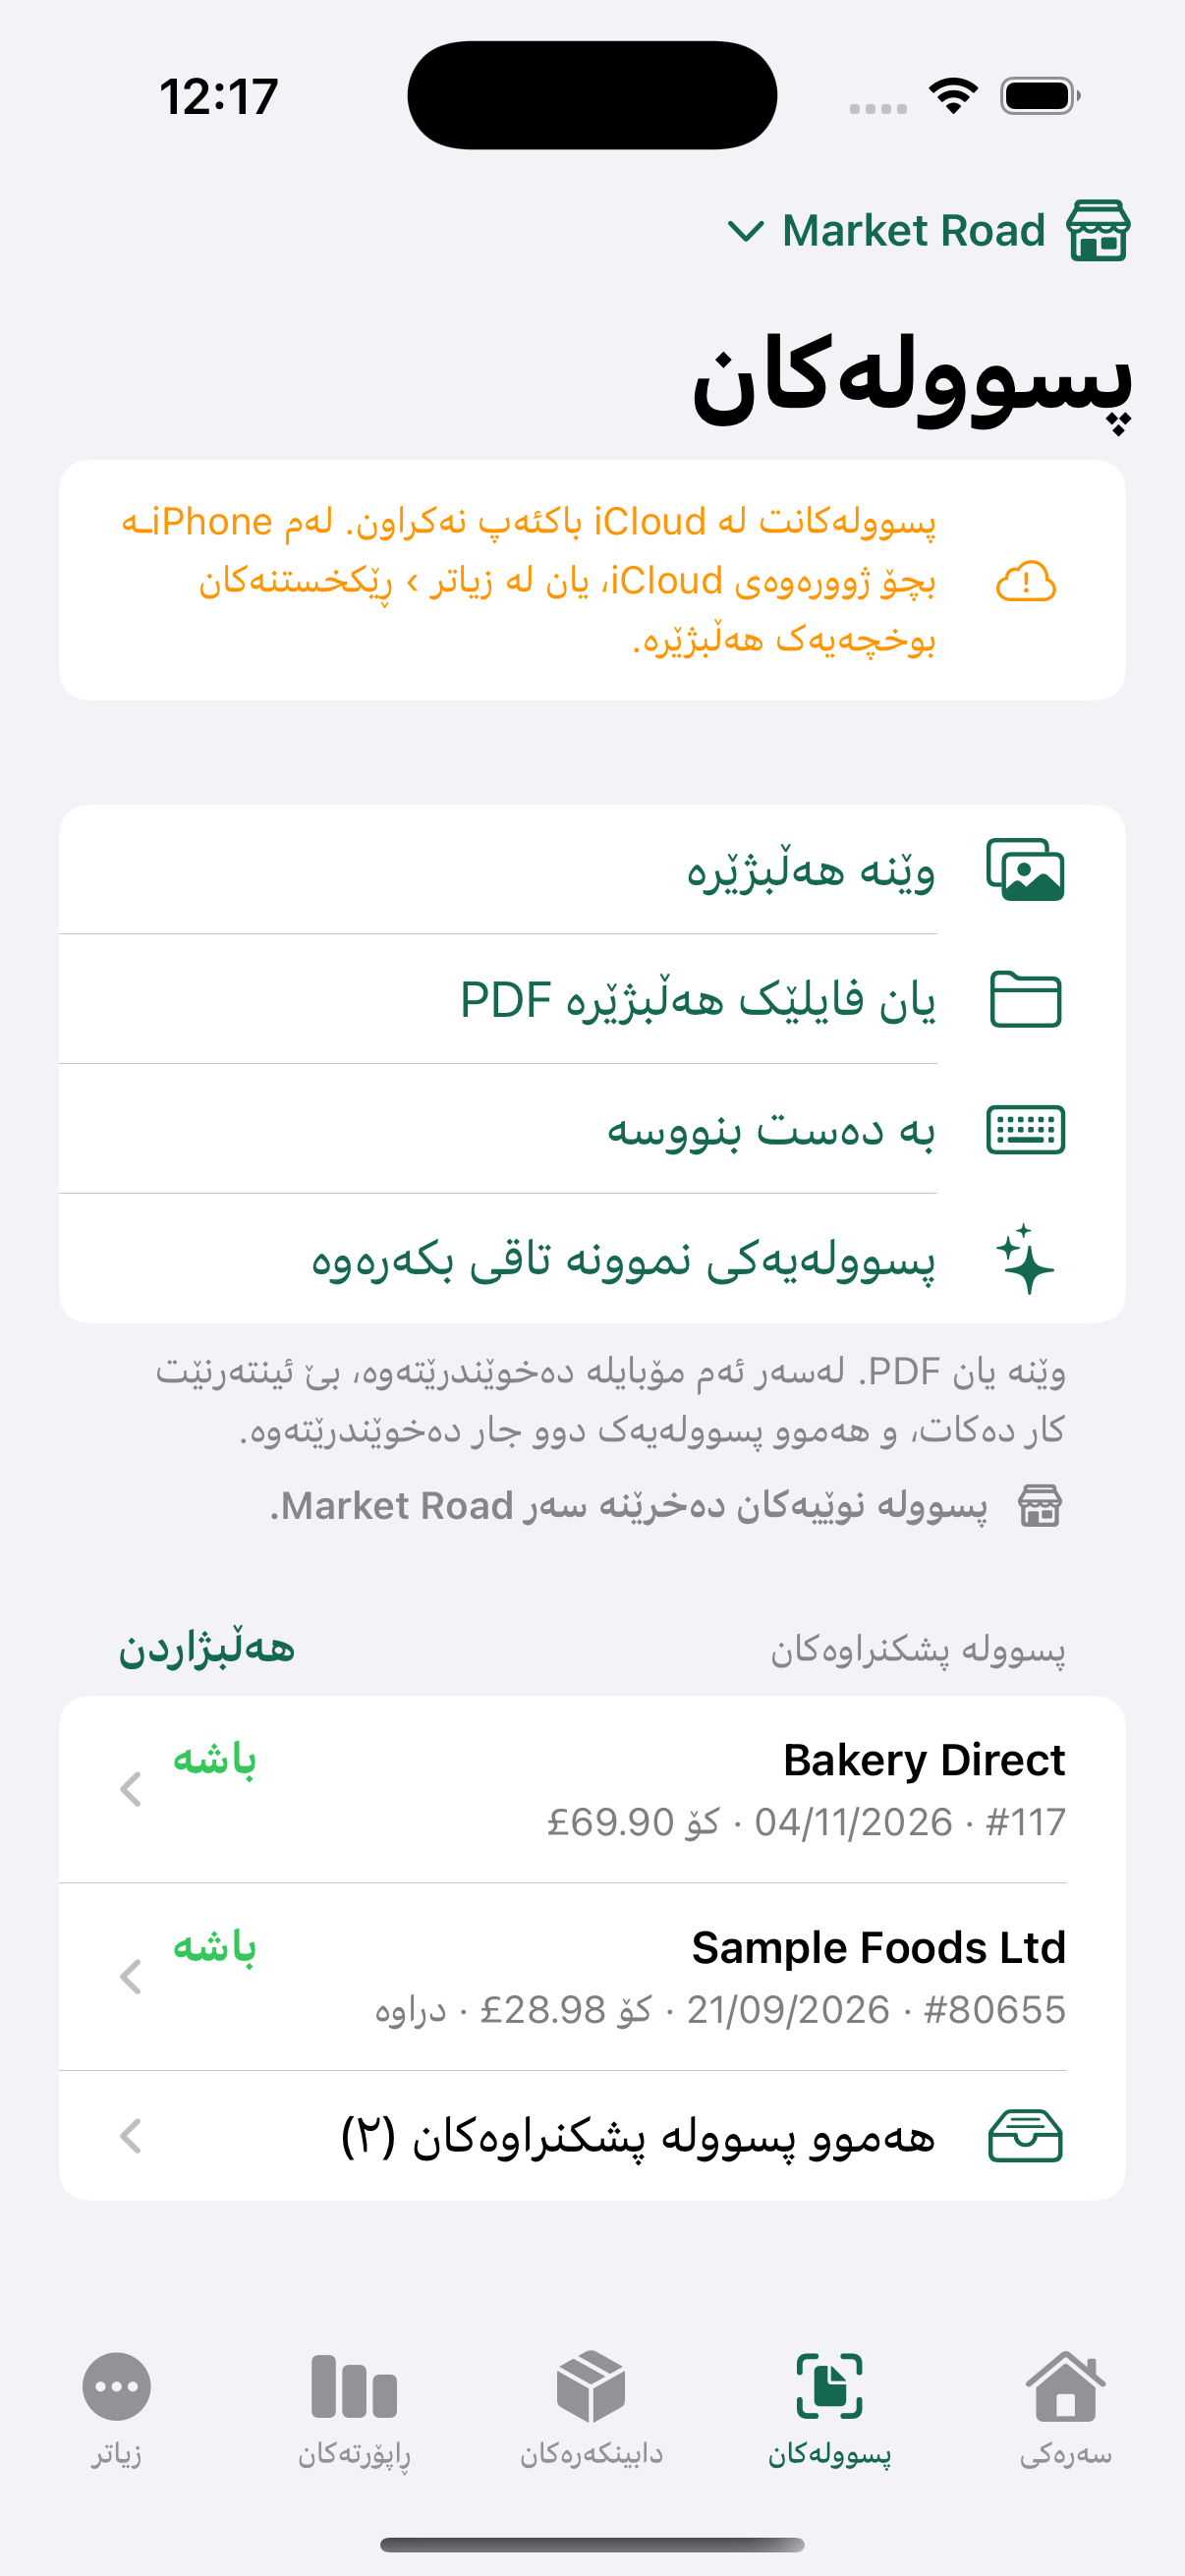 12:17
Market Road
پسوولەکان
پسوولەکانت لە iCloud باکئەپ نەکراون. لەم iPhoneـە
بچۆ ژوورەوەی iCloud، یان لە زیاتر › ڕێکخستنەکان
بوخچەیەک هەڵبژێرە.
وێنە هەڵبژێرە
یان فایلێک هەڵبژێرە PDF
بە دەست بنووسە
پسوولەیەکی نموونە تاقی بکەرەوە
وێنە یان PDF. لەسەر ئەم مۆبایلە دەخوێندرێتەوە، بێ ئینتەرنێت
کار دەکات، و هەموو پسوولەیەک دوو جار دەخوێندرێتەوە.
پسوولە نوێیەکان دەخرێنە سەر Market Road.
پسوولە پشکنراوەکان
هەڵبژاردن
Bakery Direct
باشە
#117 · 04/11/2026 · کۆ £69.90
Sample Foods Ltd
باشە
#80655 · 21/09/2026 · کۆ £28.98 · دراوە
هەموو پسوولە پشکنراوەکان (٢)
سەرەکی
پسوولەکان
دابینکەرەکان
ڕاپۆرتەکان
زیاتر